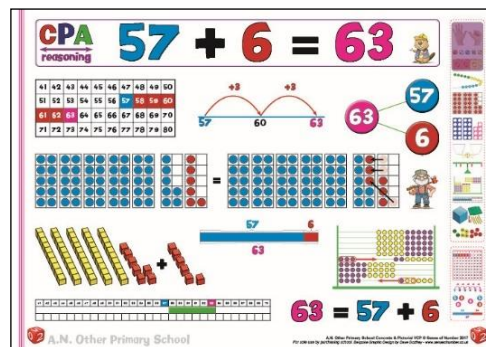 CPA
reasoning
57 + 6 = 63
41 42 43 44 45 46 47 48 49 50
51 52 53 54 55 56 57 58 59 60
61 62 63 64 65 66 67 68 69 70
71 72 73 74 75 76 77 78 79 80
+3 +3
57 60 63
57
63
6
=
57 6
63
+
63 = 57 + 6
A.N. Other Primary School